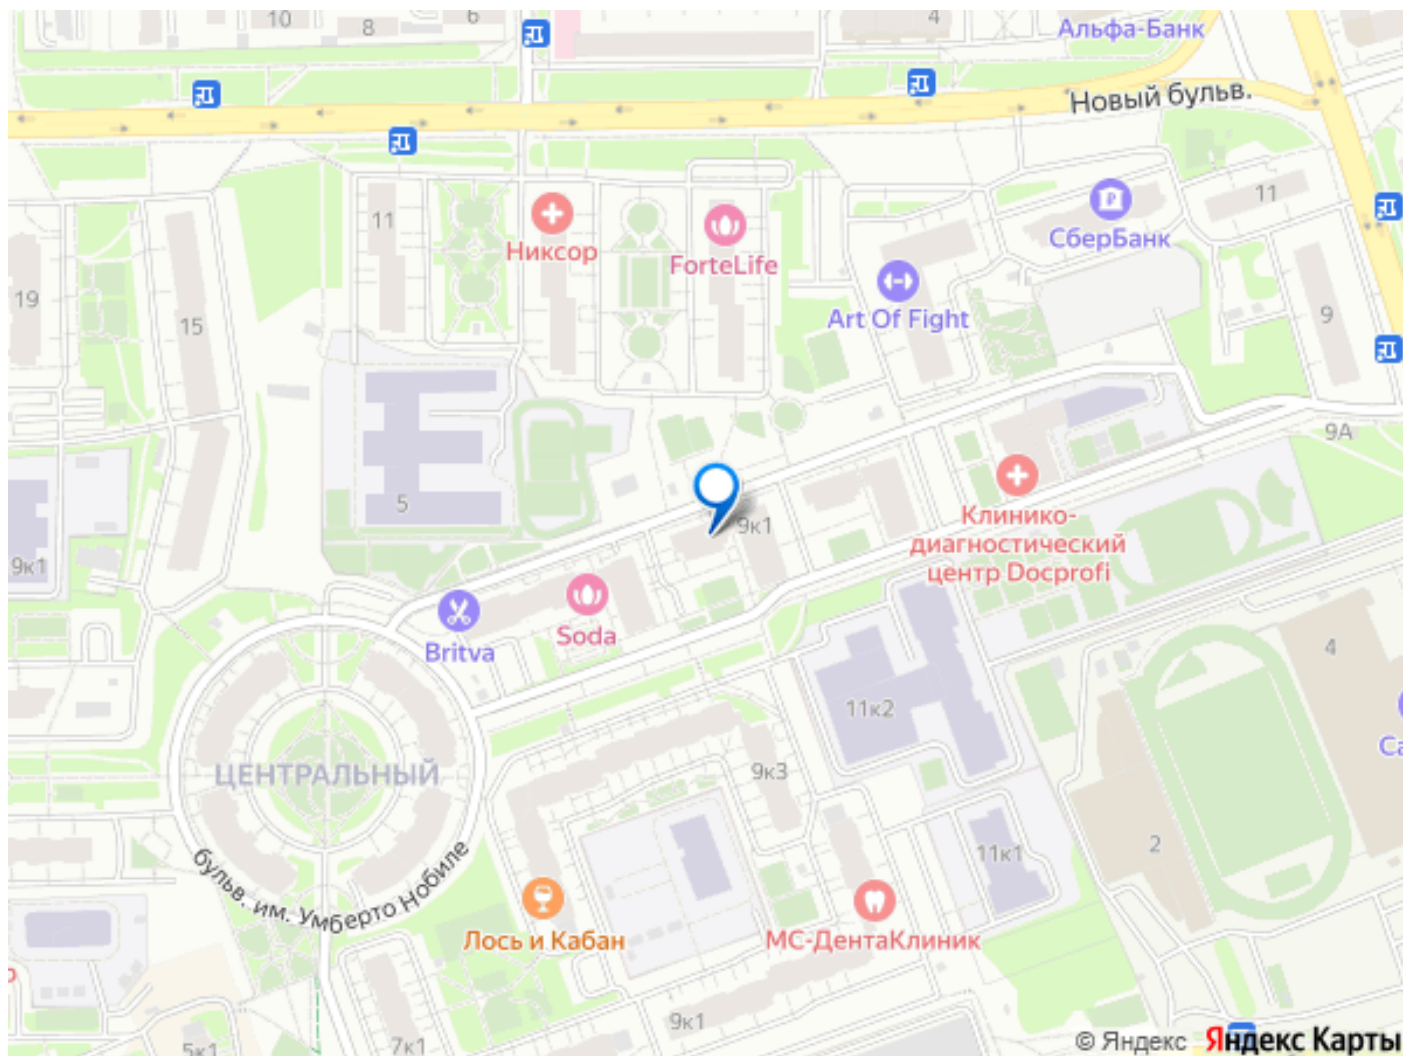 10
8
6
4
Альфа-Банк
Новый бульв.
11
Никсор
ForteLife
СберБанк
11
Art Of Fight
19
15
9
9А
5
9к1
9к1
Клинико-
диагностический
центр Docprofi
Britva
Soda
4
11к2
Са
ЦЕНТРАЛЬНЫЙ
9к3
бульв. им. Умберто Нобиле
2
11к1
Лось и Кабан
МС-ДентаКлиник
9к1
7к1
5к1
© Яндекс Яндекс Карты